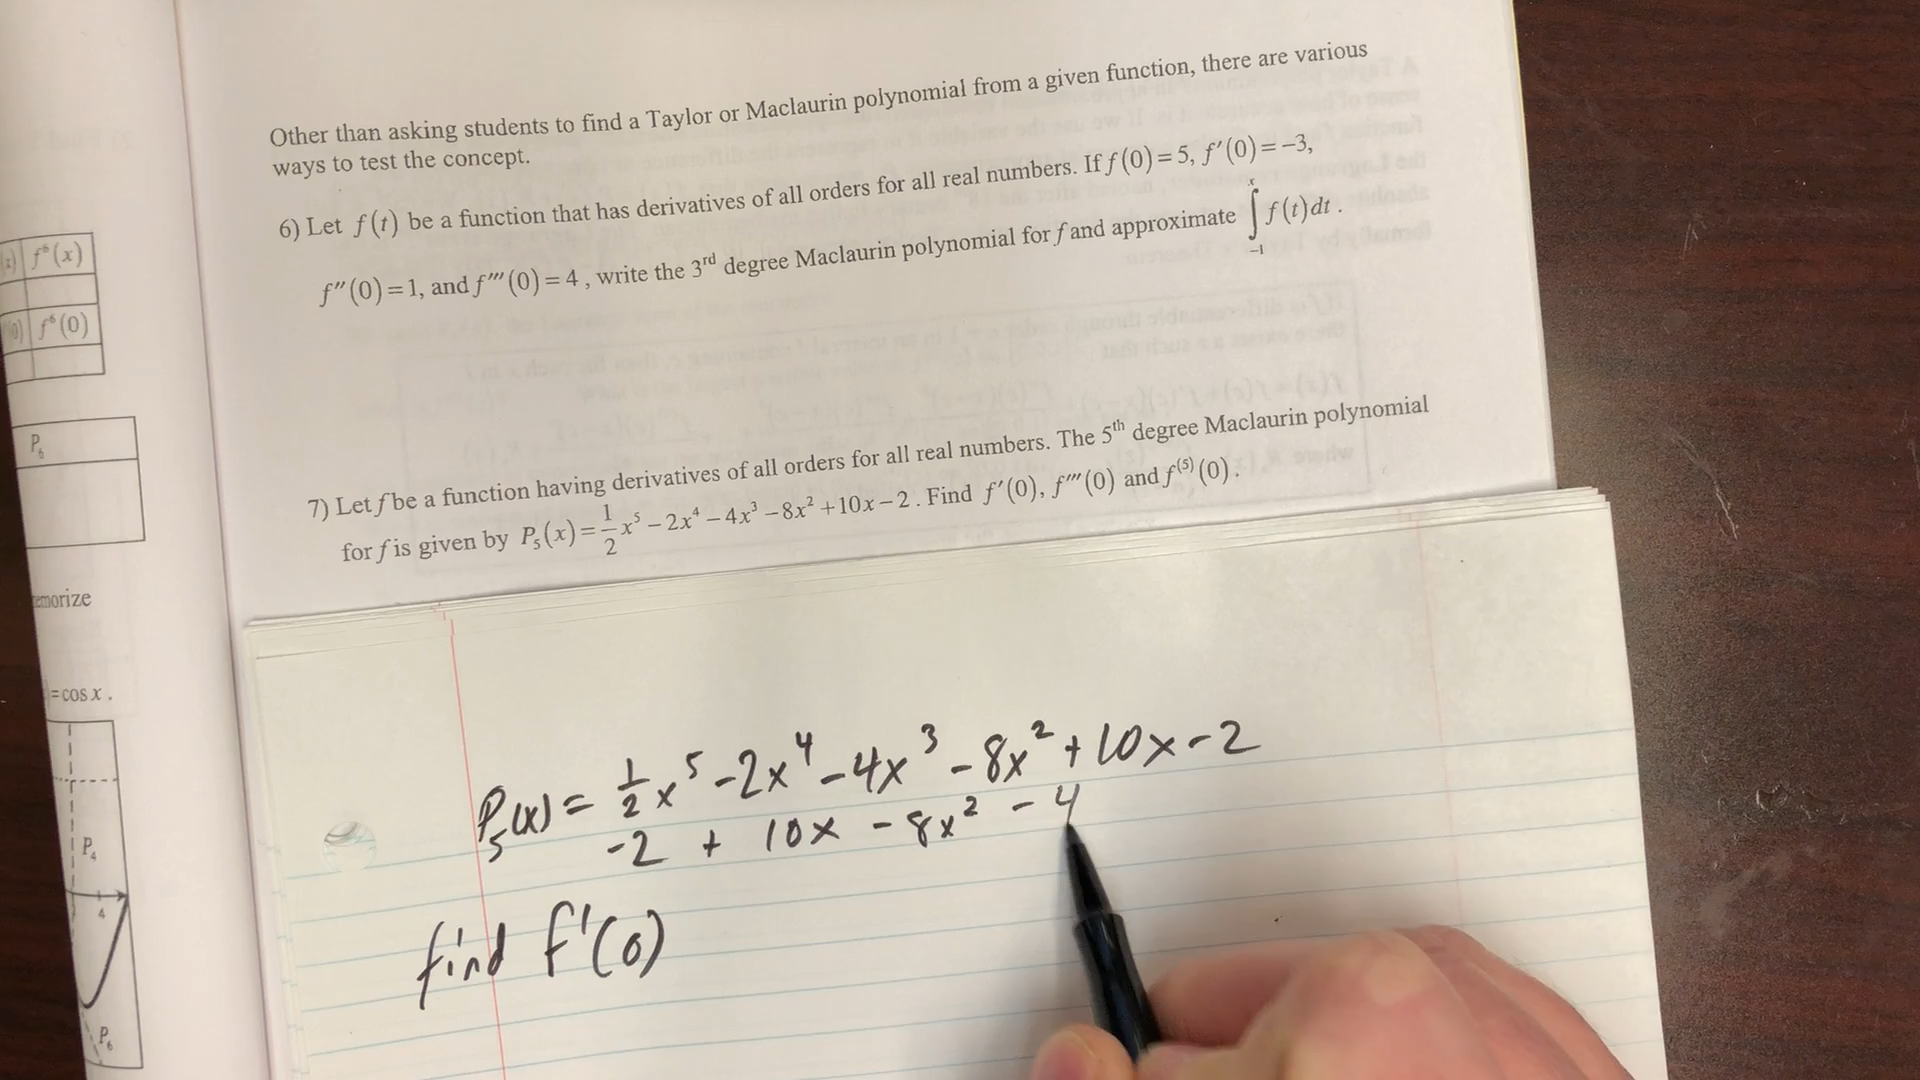 Other than asking students to find a Taylor or Maclaurin polynomial from a given function, there are various
ways to test the concept.
6) Let f(t) be a function that has derivatives of all orders for all real numbers. If f(0) = 5, f′(0) = −3,
f″(0) = 1, and f‴(0) = 4, write the 3rd degree Maclaurin polynomial for f and approximate ∫_{-1}^{x} f(t)dt.
7) Let f be a function having derivatives of all orders for all real numbers. The 5th degree Maclaurin polynomial
for f is given by P₅(x) = 1/2 x⁵ − 2x⁴ − 4x³ − 8x² + 10x − 2. Find f′(0), f‴(0) and f⁽⁵⁾(0).
P₅(x) = 1/2 x⁵ - 2x⁴ - 4x³ - 8x² + 10x - 2
-2 + 10x - 8x² - 4
find f'(0)
f⁶(x)
f⁶(0)
P₆
= cos x.
P₄
4
P₆